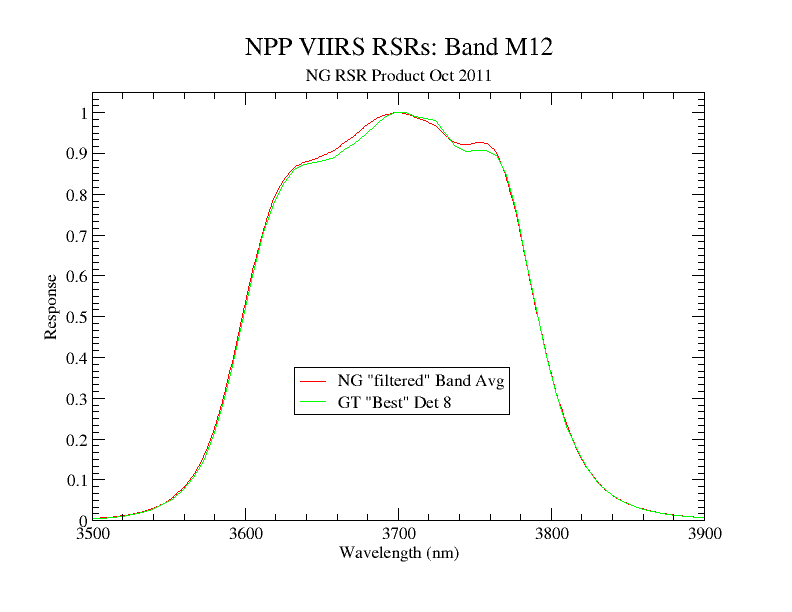 NPP VIIRS RSRs: Band M12
NG RSR Product Oct 2011
1
0.9
0.8
0.7
0.6
0.5
0.4
0.3
0.2
0.1
0
Response
NG "filtered" Band Avg
GT "Best" Det 8
3500 3600 3700 3800 3900
Wavelength (nm)